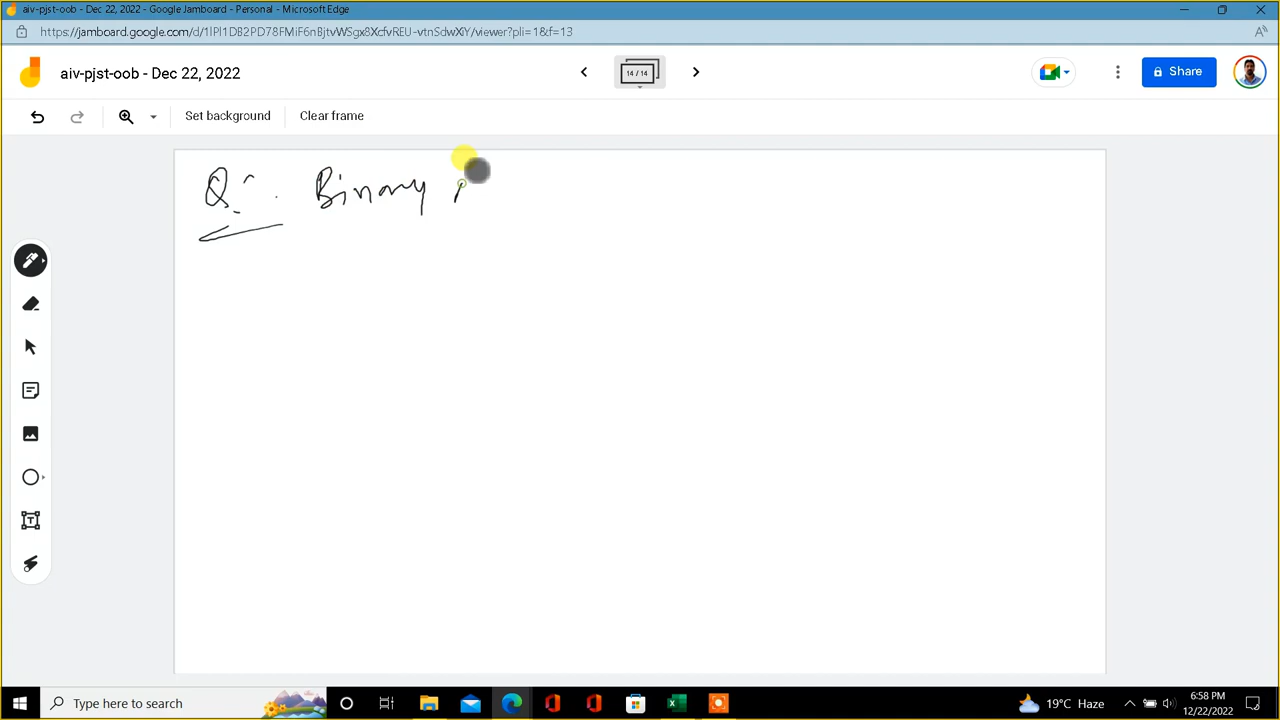 aiv-pjst-oob - Dec 22, 2022 - Google Jamboard - Personal - Microsoft Edge
https://jamboard.google.com/d/1lPl1DB2PD78FMiF6nBjtvWSgx8XcfvREU-vtnSdwXlY/viewer?pli=1&f=13
aiv-pjst-oob - Dec 22, 2022
14 / 14
Share
Set background
Clear frame
Q: Binary
Type here to search
19°C Haze
6:58 PM
12/22/2022